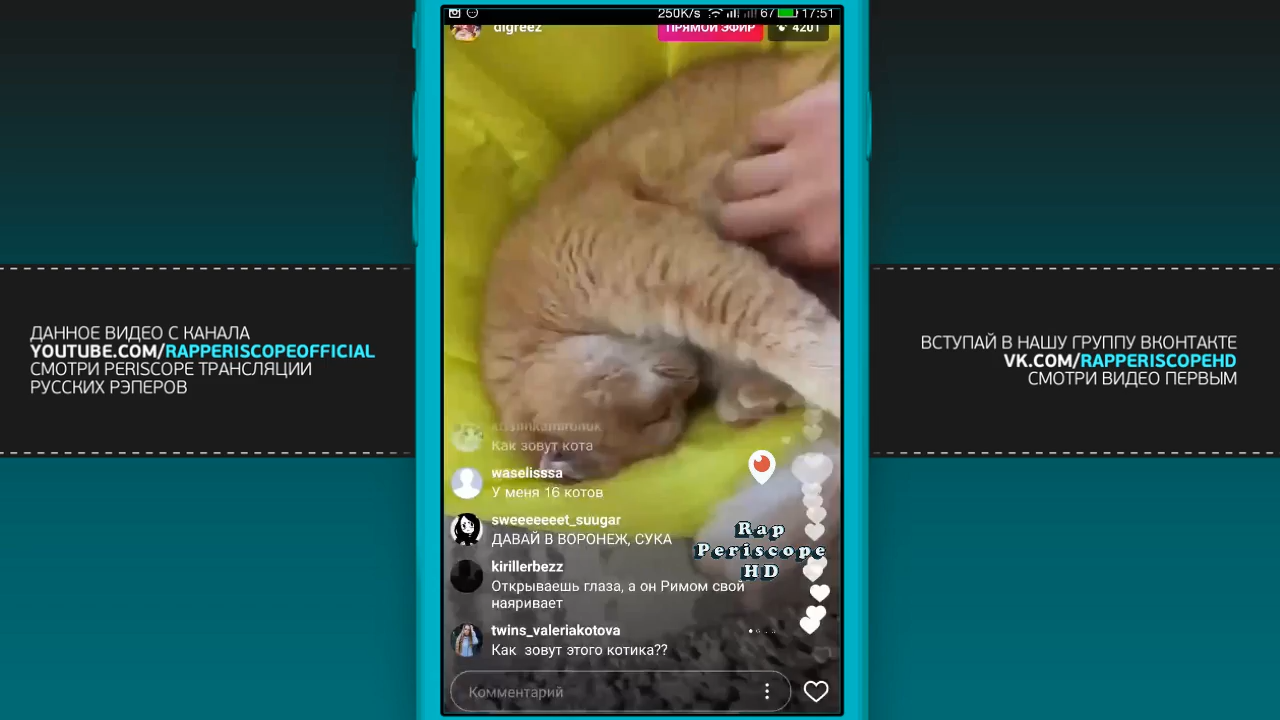 250K/s 67 17:51
digreez ПРЯМОЙ ЭФИР 4201
ДАННОЕ ВИДЕО С КАНАЛА
YOUTUBE.COM/RAPPERISCOPEOFFICIAL
СМОТРИ PERISCOPE ТРАНСЛЯЦИИ
РУССКИХ РЭПЕРОВ
ВСТУПАЙ В НАШУ ГРУППУ ВКОНТАКТЕ
VK.COM/RAPPERISCOPEHD
СМОТРИ ВИДЕО ПЕРВЫМ
Как зовут кота
waselisssa
У меня 16 котов
sweeeeeeet_suugar
ДАВАЙ В ВОРОНЕЖ, СУКА
kirillerbezz
Открываешь глаза, а он Римом свой
наяривает
twins_valeriakotova
Как зовут этого котика??
Rap
Periscope
HD
Комментарий